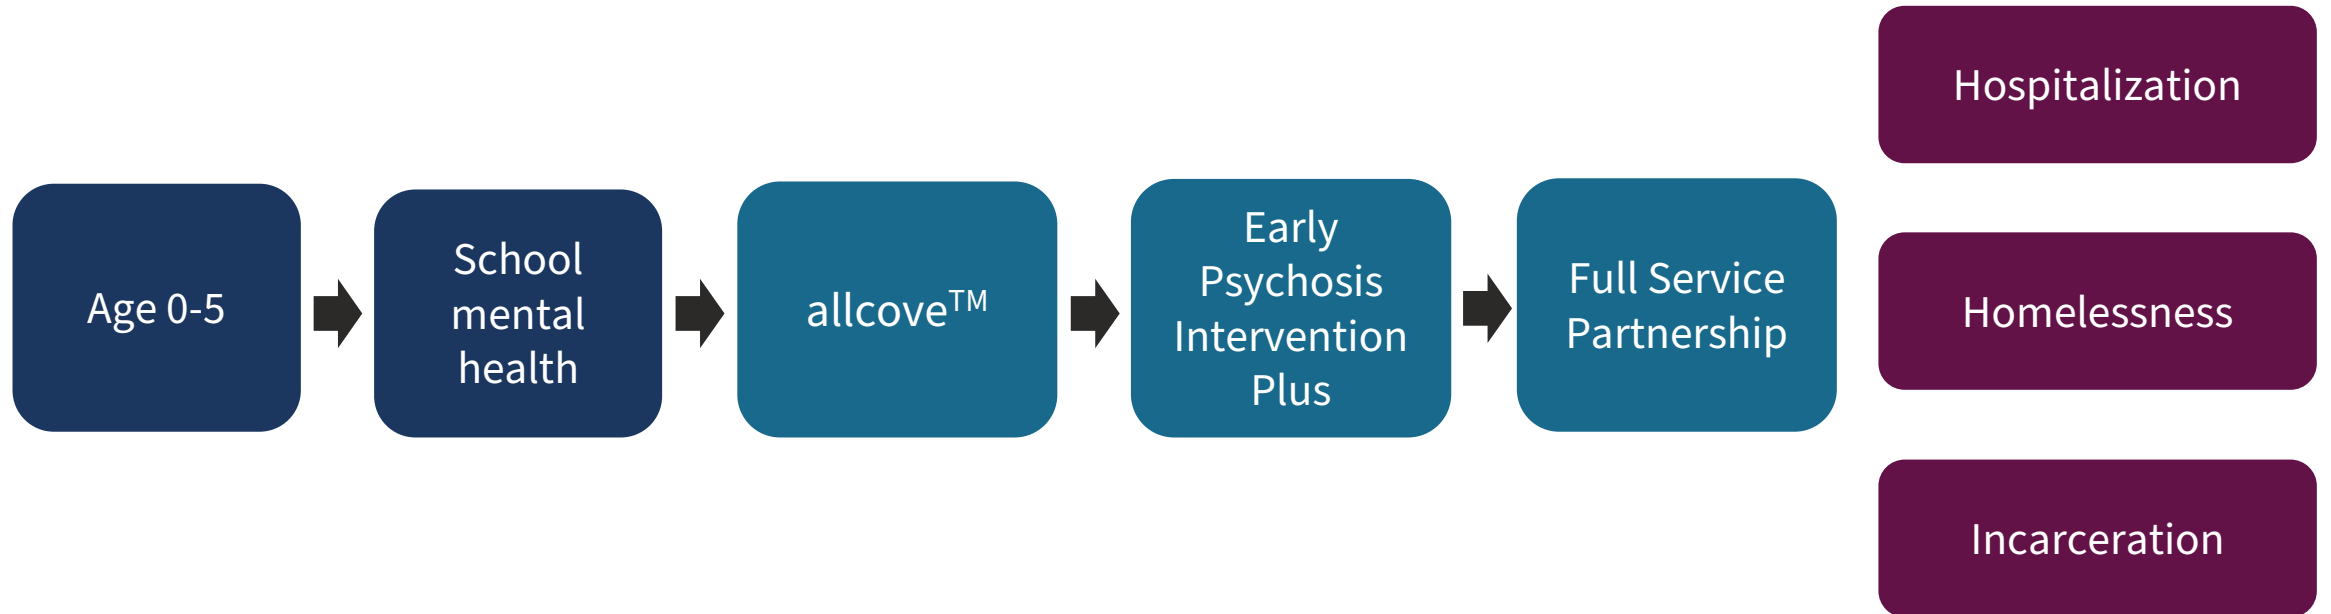 Age 0-5
School
mental
health
allcove™
Early
Psychosis
Intervention
Plus
Full Service
Partnership
Hospitalization
Homelessness
Incarceration